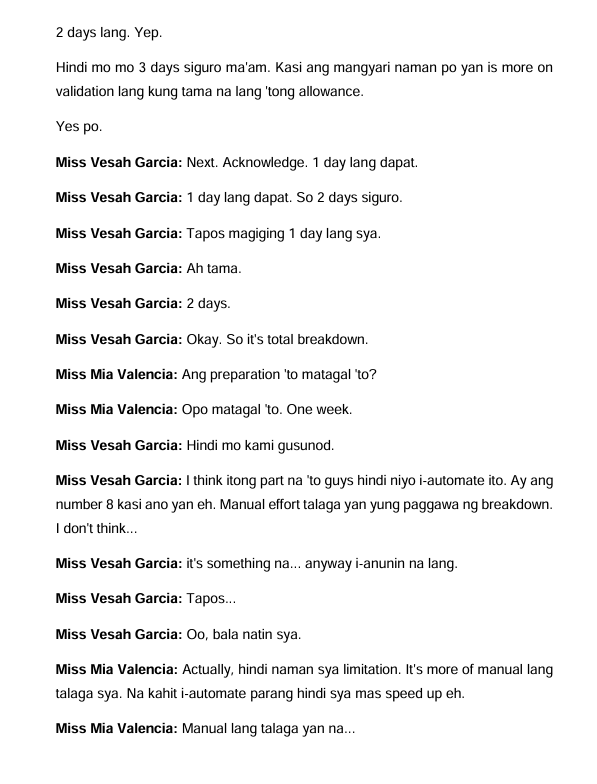 2 days lang. Yep.
Hindi mo mo 3 days siguro ma'am. Kasi ang mangyari naman po yan is more on
validation lang kung tama na lang 'tong allowance.
Yes po.
Miss Vesah Garcia: Next. Acknowledge. 1 day lang dapat.
Miss Vesah Garcia: 1 day lang dapat. So 2 days siguro.
Miss Vesah Garcia: Tapos magiging 1 day lang sya.
Miss Vesah Garcia: Ah tama.
Miss Vesah Garcia: 2 days.
Miss Vesah Garcia: Okay. So it's total breakdown.
Miss Mia Valencia: Ang preparation 'to matagal 'to?
Miss Mia Valencia: Opo matagal 'to. One week.
Miss Vesah Garcia: Hindi mo kami gusunod.
Miss Vesah Garcia: I think itong part na 'to guys hindi niyo i-automate ito. Ay ang
number 8 kasi ano yan eh. Manual effort talaga yan yung paggawa ng breakdown.
I don't think...
Miss Vesah Garcia: it's something na... anyway i-anunin na lang.
Miss Vesah Garcia: Tapos...
Miss Vesah Garcia: Oo, bala natin sya.
Miss Mia Valencia: Actually, hindi naman sya limitation. It's more of manual lang
talaga sya. Na kahit i-automate parang hindi sya mas speed up eh.
Miss Mia Valencia: Manual lang talaga yan na...